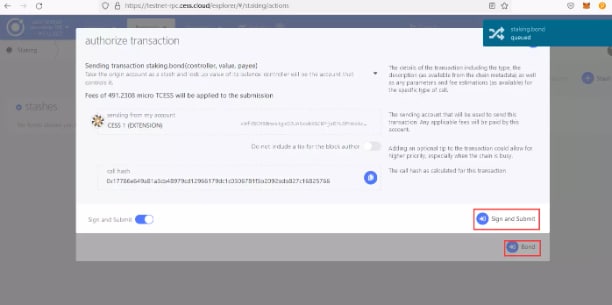 https://testnet-rpc.cess.cloud/explorer/#/staking/actions
staking.bond
queued
Staking
authorize transaction
Sending transaction staking.bond(controller, value, payee)
Take the origin account as a stash and lock up value of its balance. controller will be the account that
controls it.
The details of the transaction including the type, the
description (as available from the chain metadata) as well
as any parameters and fee estimations (as available) for
the specific type of call.
Fees of 491.2308 micro TCESS will be applied to the submission
sending from my account
CESS 1 (EXTENSION)
The sending account that will be used to send this
transaction. Any applicable fees will be paid by this
account.
Do not include a tip for the block author
Adding an optional tip to the transaction could allow for
higher priority, especially when the chain is busy.
call hash
The call hash as calculated for this transaction
Sign and Submit
Sign and Submit
Bond
stashes